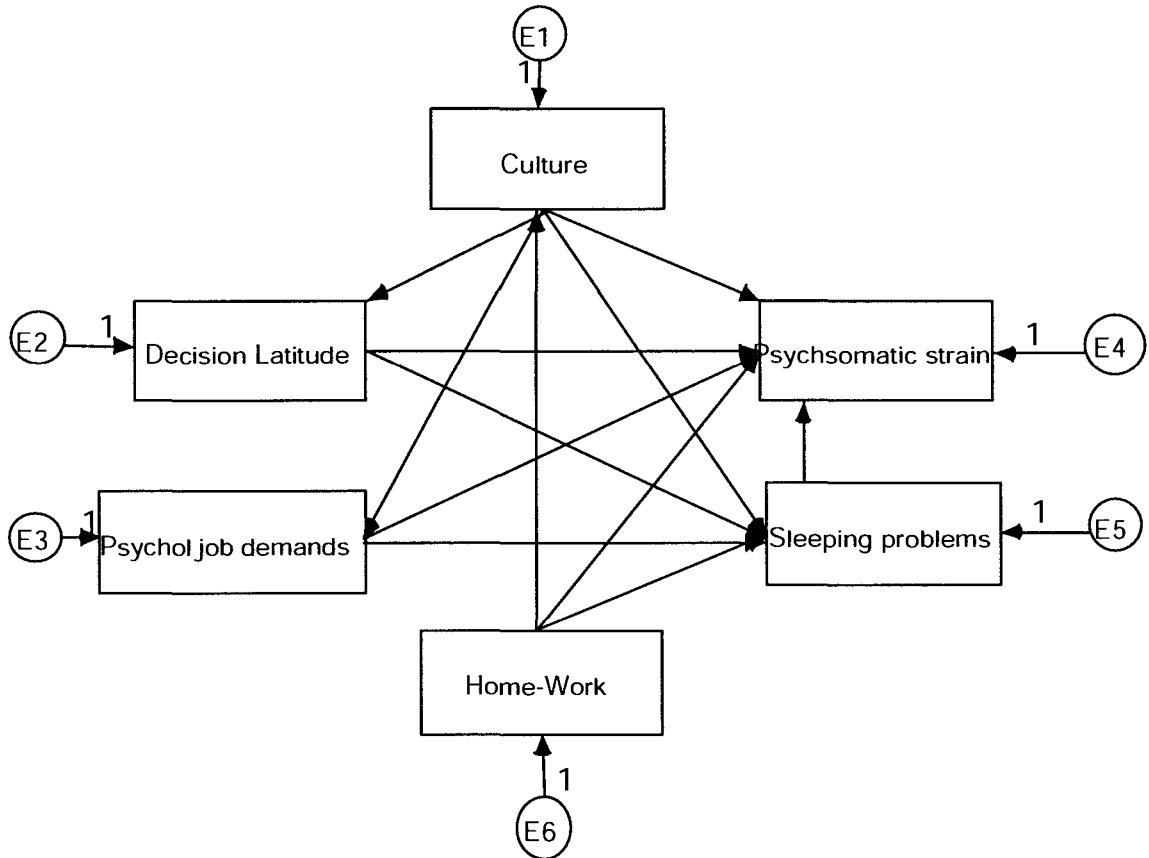 E1
1
Culture
E2
1
Decision Latitude
Psychsomatic strain
1
E4
E3
1
Psychol job demands
Sleeping problems
1
E5
Home-Work
1
E6